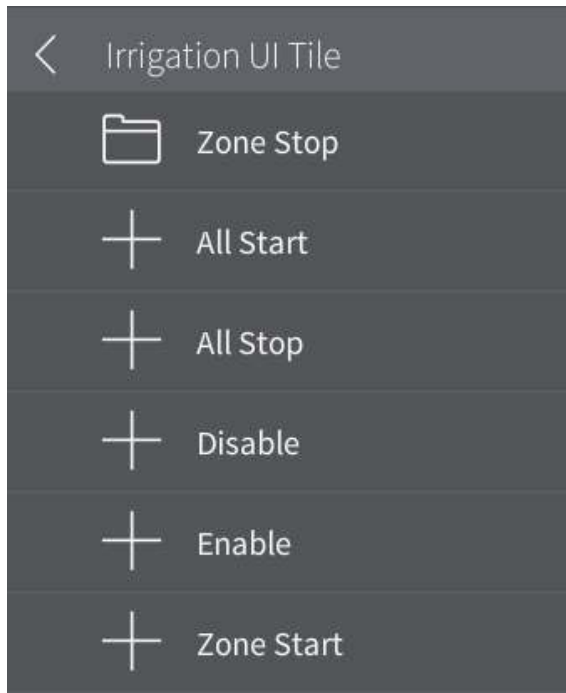 Irrigation UI Tile
Zone Stop
All Start
All Stop
Disable
Enable
Zone Start